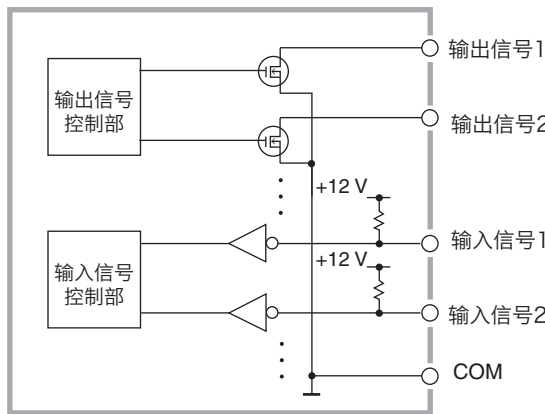 输出信号1
输出信号
控制部
输出信号2
+12 V
输入信号1
+12 V
输入信号
控制部
输入信号2
COM